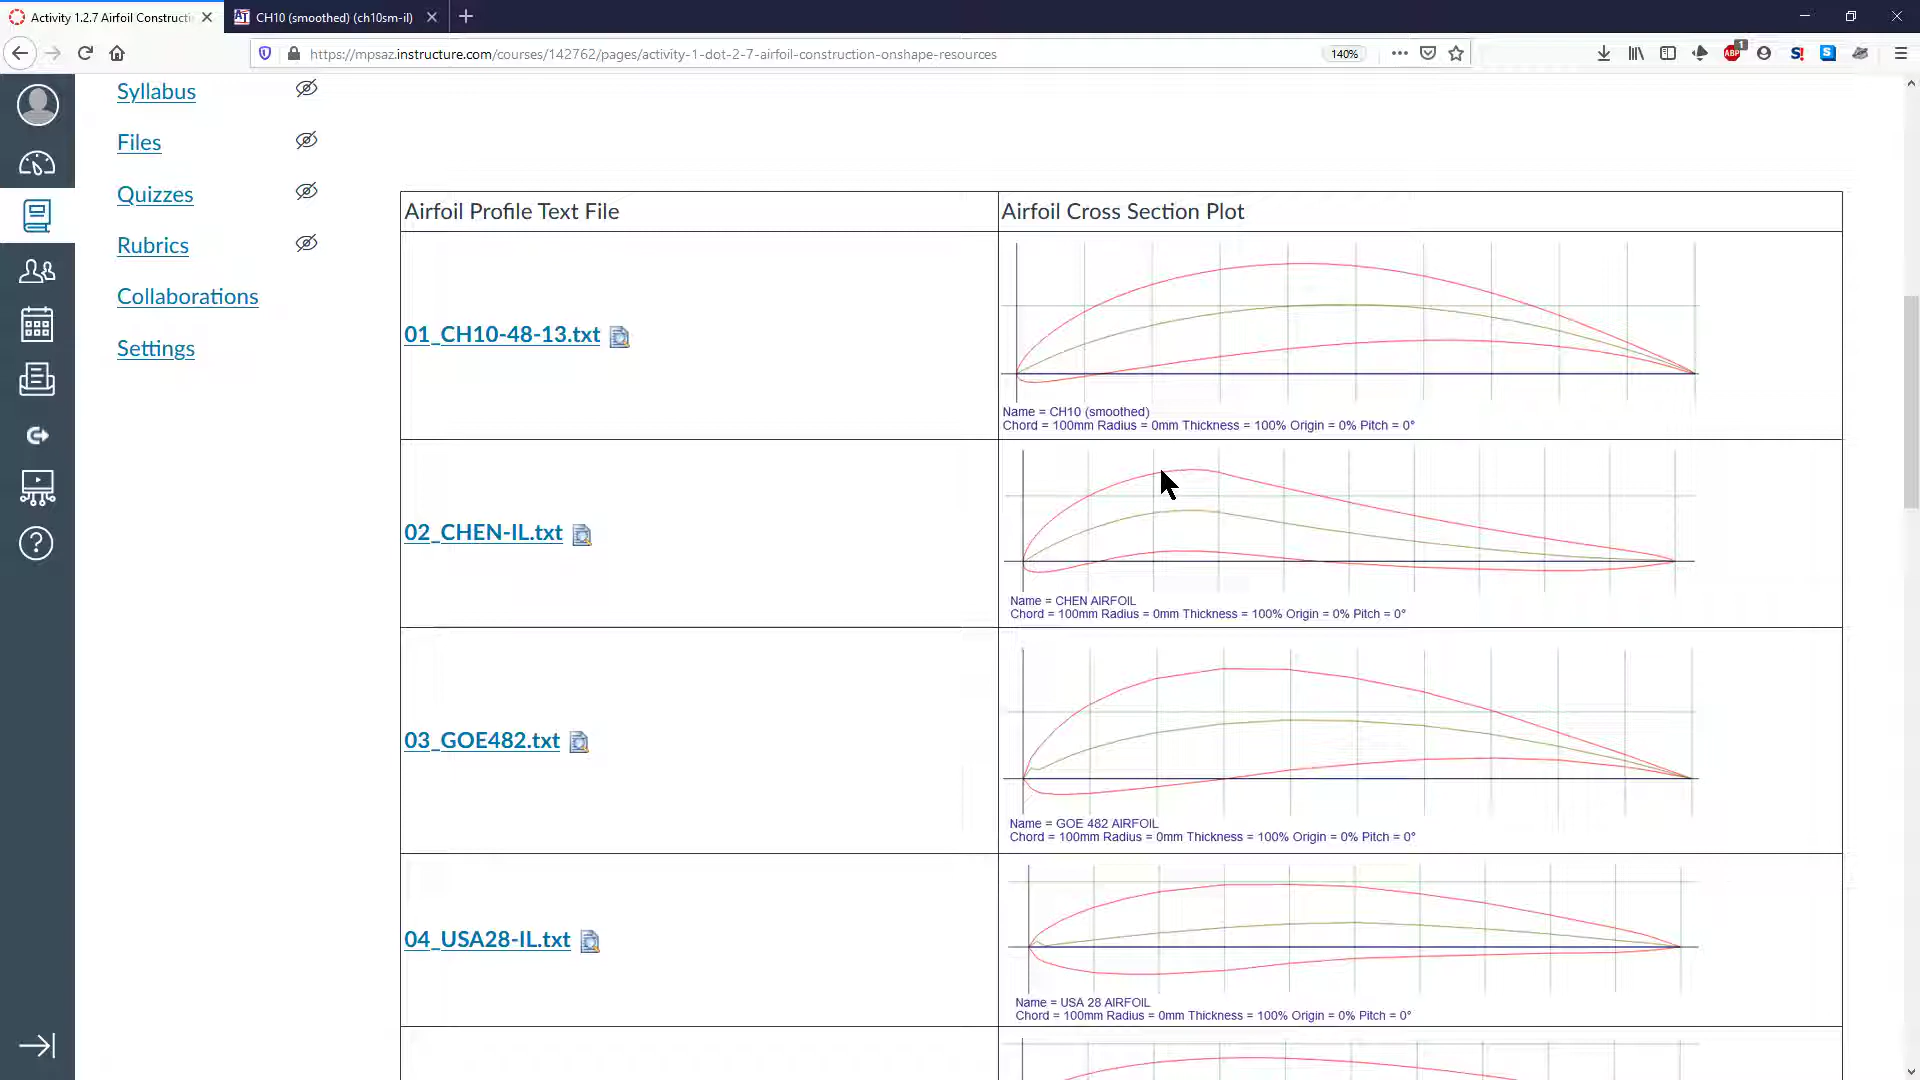 Activity 1.2.7 Airfoil Constructi
CH10 (smoothed) (ch10sm-il)
https://mpsaz.instructure.com/courses/142762/pages/activity-1-dot-2-7-airfoil-construction-onshape-resources
140%
ABP
1
S!
S
Syllabus
Files
Quizzes
Rubrics
Collaborations
Settings
Airfoil Profile Text File
Airfoil Cross Section Plot
01_CH10-48-13.txt
Name = CH10 (smoothed)
Chord = 100mm Radius = 0mm Thickness = 100% Origin = 0% Pitch = 0°
02_CHEN-IL.txt
Name = CHEN AIRFOIL
Chord = 100mm Radius = 0mm Thickness = 100% Origin = 0% Pitch = 0°
03_GOE482.txt
Name = GOE 482 AIRFOIL
Chord = 100mm Radius = 0mm Thickness = 100% Origin = 0% Pitch = 0°
04_USA28-IL.txt
Name = USA 28 AIRFOIL
Chord = 100mm Radius = 0mm Thickness = 100% Origin = 0% Pitch = 0°